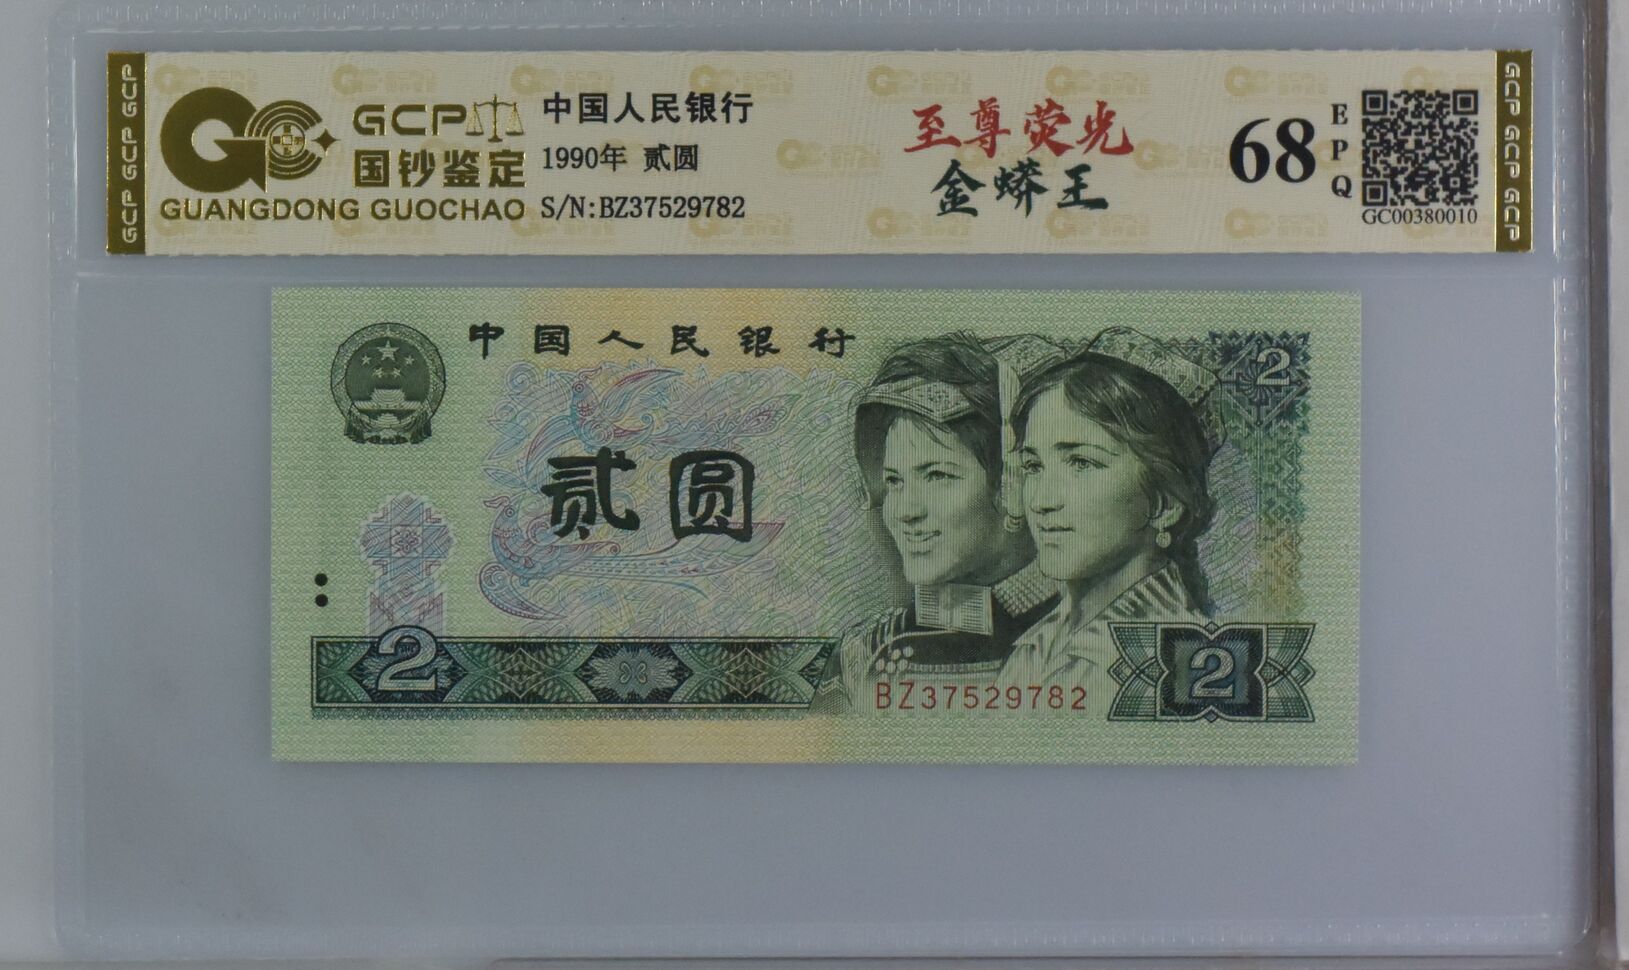 GCP GCP GCP
GCP
国钞鉴定
GUANGDONG GUOCHAO
中国人民银行
1990年 贰圆
S/N:BZ37529782
至尊荧光
金蟒王
68
EPQ
GC00380010
GCP GCP GCP
中国人民银行
2
贰圆
2
BZ37529782
2